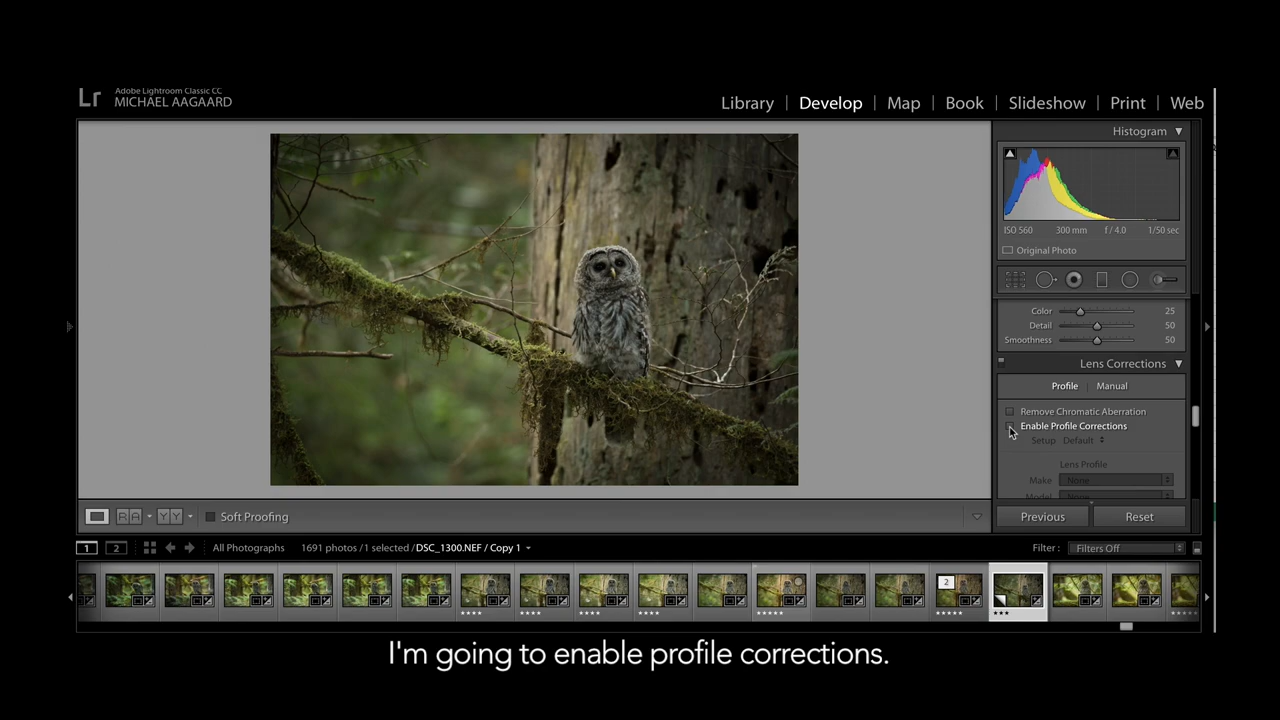 Lr
Adobe Lightroom Classic CC
MICHAEL AAGAARD
Library | Develop | Map | Book | Slideshow | Print | Web
Histogram
ISO 560 300 mm f / 4.0 1/50 sec
Original Photo
Color 25
Detail 50
Smoothness 50
Lens Corrections
Profile | Manual
Remove Chromatic Aberration
Enable Profile Corrections
Setup Default
Lens Profile
Make None
Model None
Previous Reset
R A Y Y Soft Proofing
1 2 All Photographs 1691 photos / 1 selected / DSC_1300.NEF / Copy 1 Filter : Filters Off
2
I'm going to enable profile corrections.